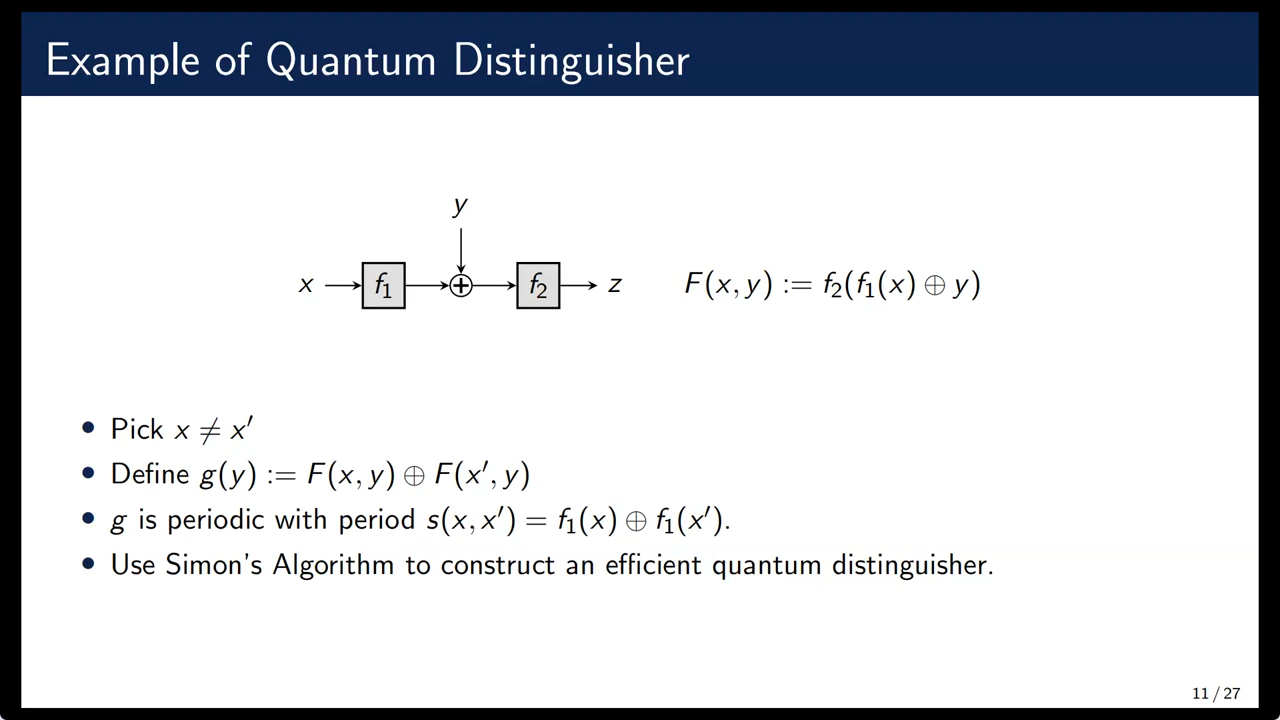 Example of Quantum Distinguisher
y
x f₁ ⊕ f₂ z F(x, y) := f₂(f₁(x) ⊕ y)
• Pick x ≠ x′
• Define g(y) := F(x, y) ⊕ F(x′, y)
• g is periodic with period s(x, x′) = f₁(x) ⊕ f₁(x′).
• Use Simon's Algorithm to construct an efficient quantum distinguisher.
11 / 27